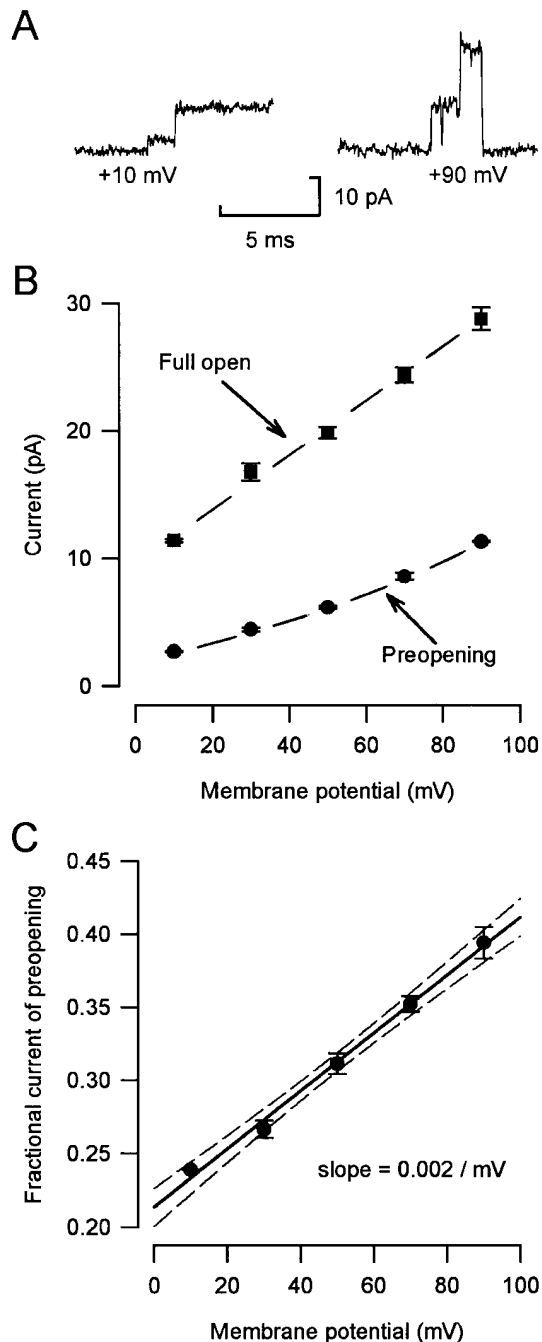 A
+10 mV
+90 mV
10 pA
5 ms
B
30
20
10
0
Current (pA)
Full open
Preopening
0 20 40 60 80 100
Membrane potential (mV)
C
0.45
0.40
0.35
0.30
0.25
0.20
Fractional current of preopening
slope = 0.002 / mV
0 20 40 60 80 100
Membrane potential (mV)